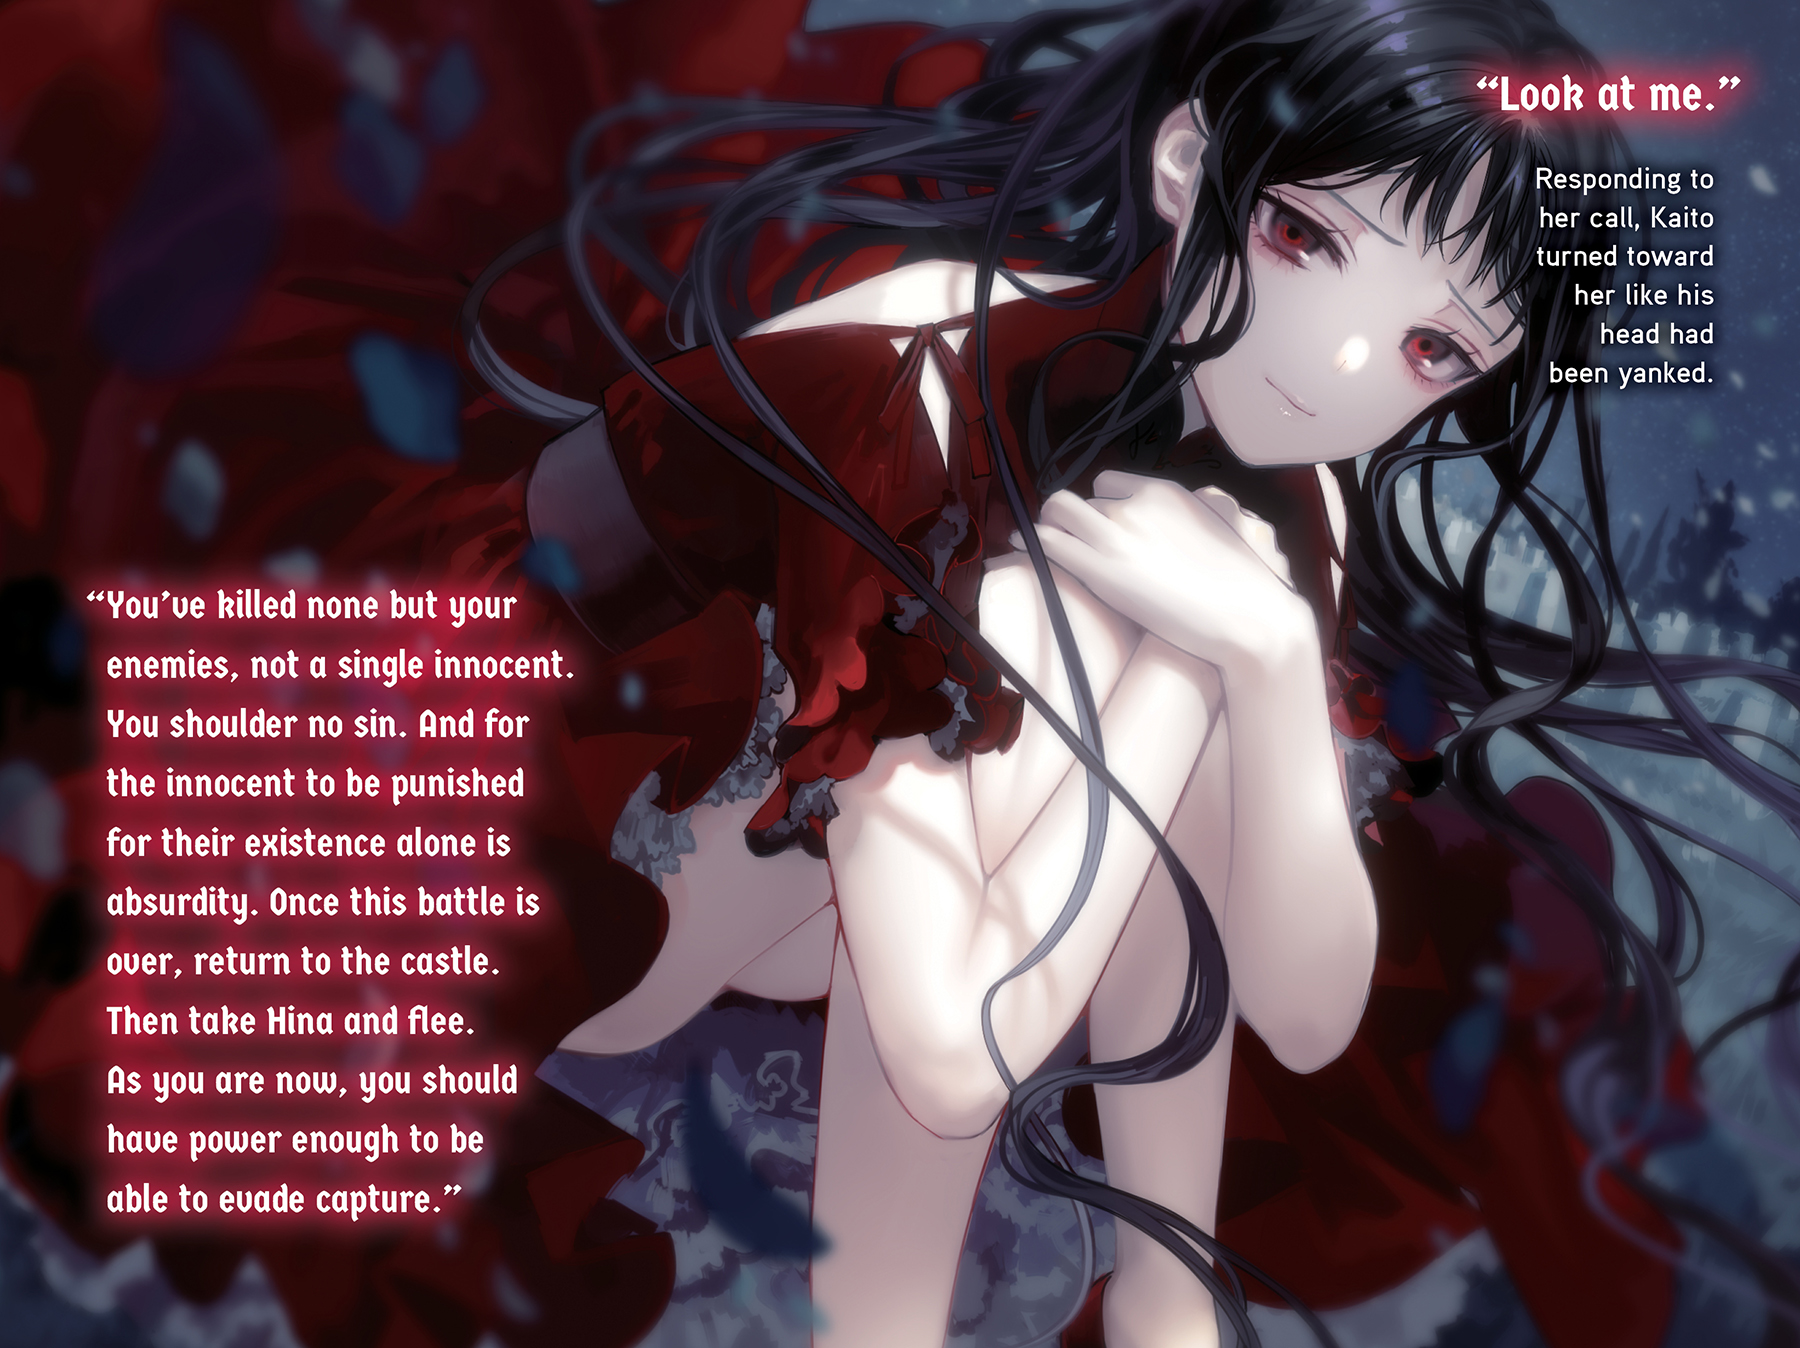 “Look at me.”
Responding to
her call, Kaito
turned toward
her like his
head had
been yanked.
“You’ve killed none but your
enemies, not a single innocent.
You shoulder no sin. And for
the innocent to be punished
for their existence alone is
absurdity. Once this battle is
over, return to the castle.
Then take Hina and flee.
As you are now, you should
have power enough to be
able to evade capture.”